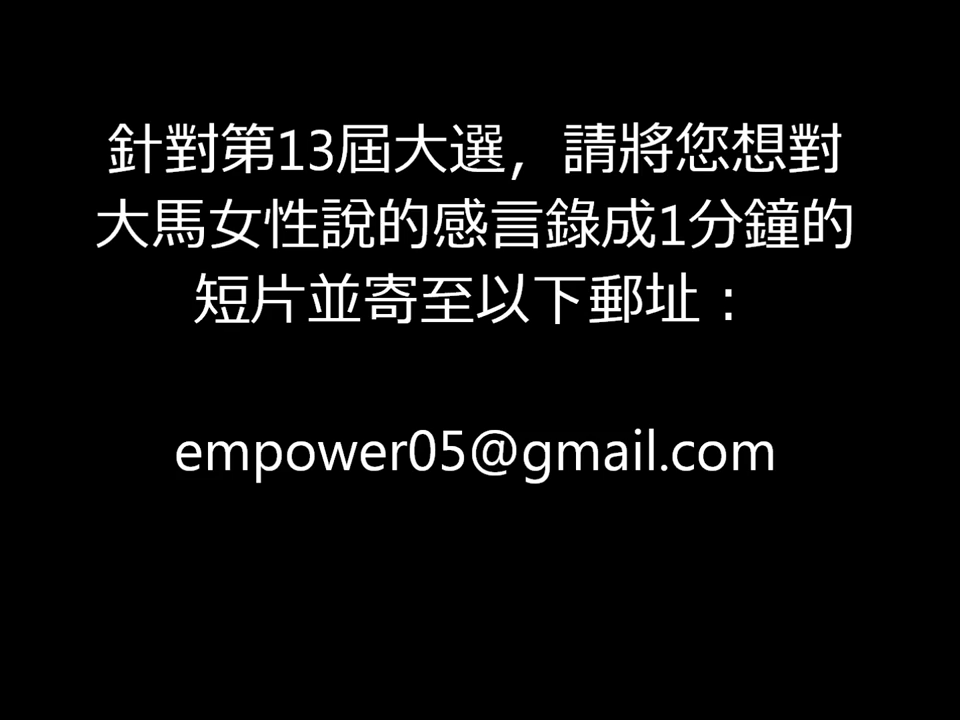 針對第13屆大選，請將您想對
大馬女性說的感言錄成1分鐘的
短片並寄至以下郵址：
empower05@gmail.com